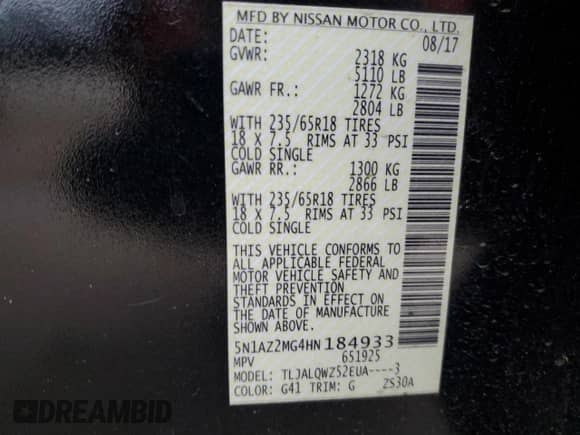 MFD BY NISSAN MOTOR CO., LTD.
DATE: 08/17
GVWR: 2318 KG
5110 LB
GAWR FR.: 1272 KG
2804 LB
WITH 235/65R18 TIRES
18 X 7.5 RIMS AT 33 PSI
COLD SINGLE
GAWR RR.: 1300 KG
2866 LB
WITH 235/65R18 TIRES
18 X 7.5 RIMS AT 33 PSI
COLD SINGLE
THIS VEHICLE CONFORMS TO
ALL APPLICABLE FEDERAL
MOTOR VEHICLE SAFETY AND
THEFT PREVENTION
STANDARDS IN EFFECT ON
THE DATE OF MANUFACTURE
SHOWN ABOVE.
5N1AZ2MG4HN184933
MPV 651925
MODEL: TLJALQWZ52EUA----3
COLOR: G41 TRIM: G ZS30A
DREAMBID